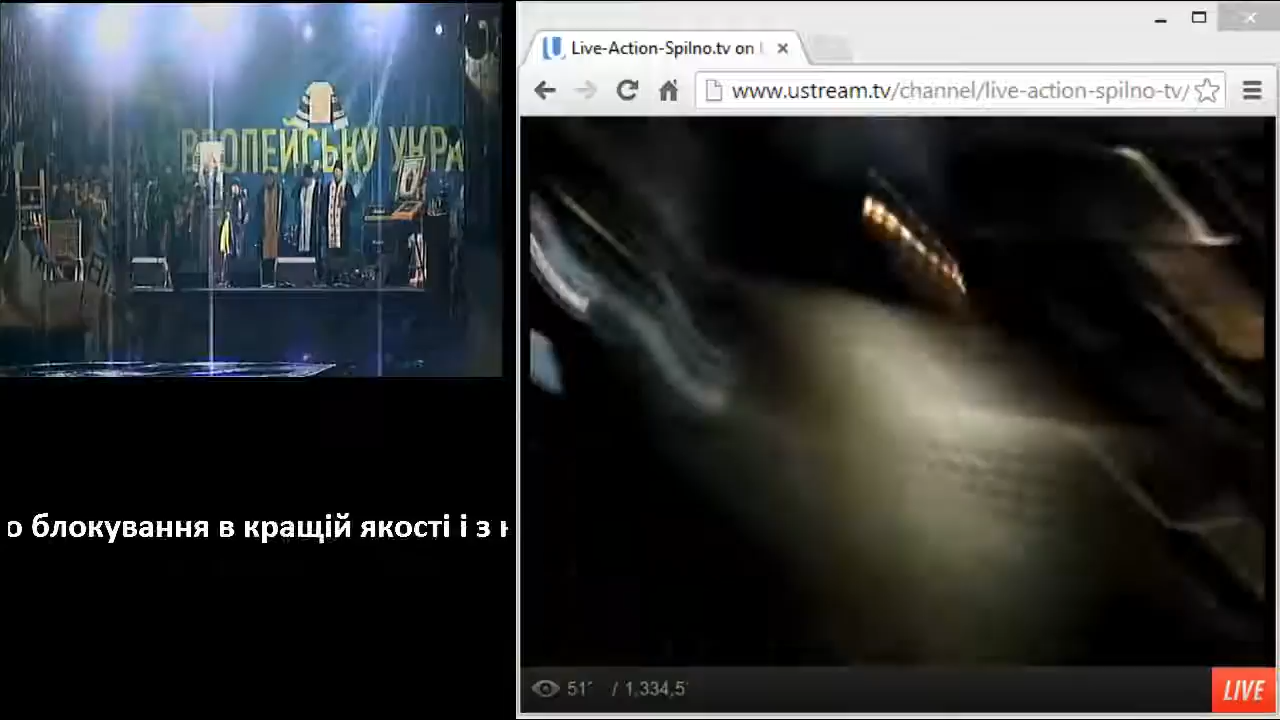 ВРОПЕЙСЬКУ УКРА
о блокування в кращій якості і з н
Live-Action-Spilno.tv on
www.ustream.tv/channel/live-action-spilno-tv/
51 / 1,334,5
LIVE